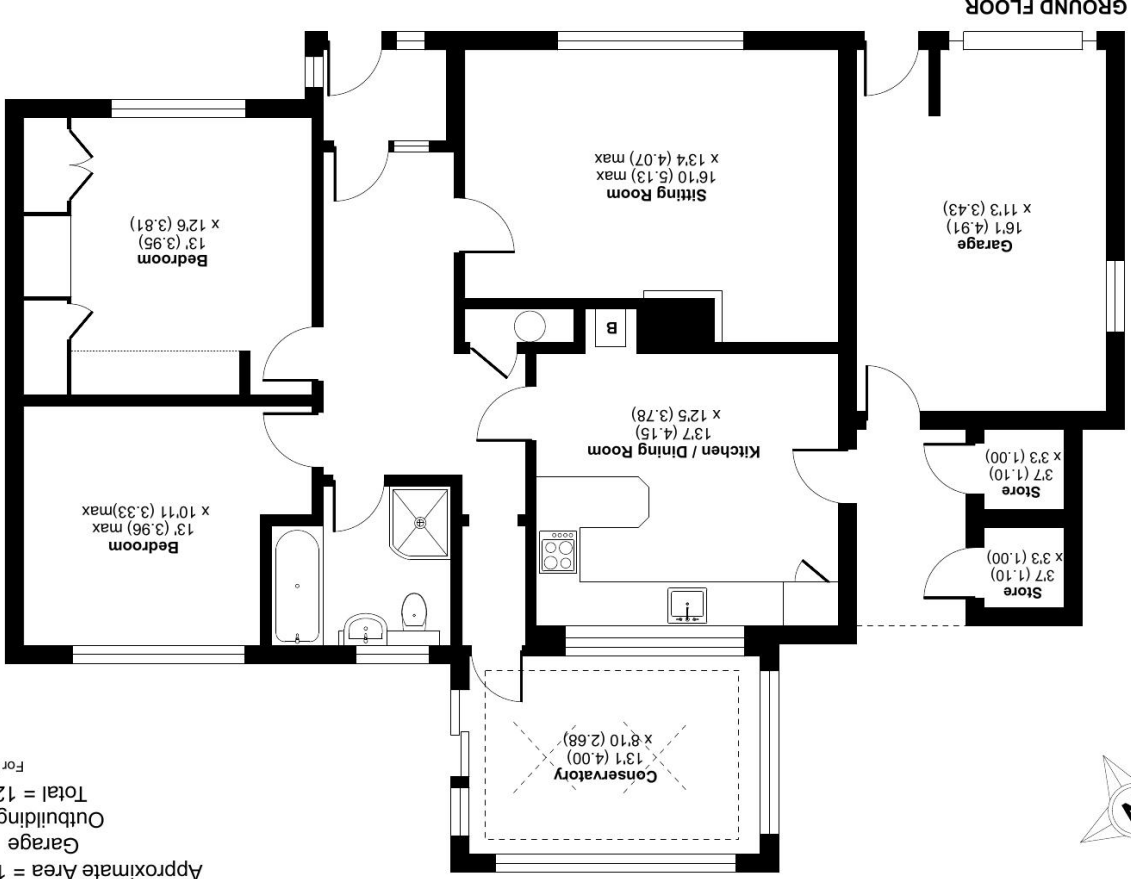 Approximate Area = 1
Garage
Outbuilding
Total = 12
For
Conservatory
13'1 (4.00)
x 8'10 (2.68)
Store
3'7 (1.10)
x 3'3 (1.00)
Bedroom
13' (3.96) max
x 10'11 (3.33)max
Store
3'7 (1.10)
x 3'3 (1.00)
Kitchen / Dining Room
13'7 (4.15)
x 12'5 (3.78)
B
Bedroom
13' (3.95)
x 12'6 (3.81)
Garage
16'1 (4.91)
x 11'3 (3.43)
Sitting Room
16'10 (5.13) max
x 13'4 (4.07) max
GROUND FLOOR